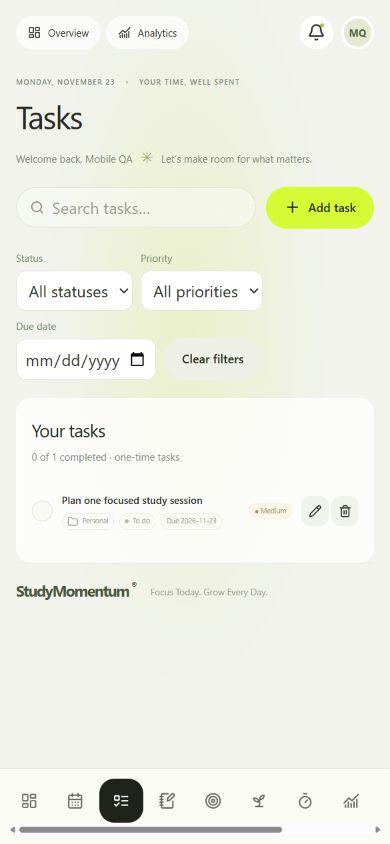 Overview Analytics MQ
MONDAY, NOVEMBER 23 • YOUR TIME, WELL SPENT
Tasks
Welcome back, Mobile QA ✳ Let's make room for what matters.
Search tasks... + Add task
Status Priority
All statuses All priorities
Due date
mm/dd/yyyy Clear filters
Your tasks
0 of 1 completed · one-time tasks
Plan one focused study session
Personal • To do Due 2026-11-23 • Medium
StudyMomentum ® Focus Today. Grow Every Day.